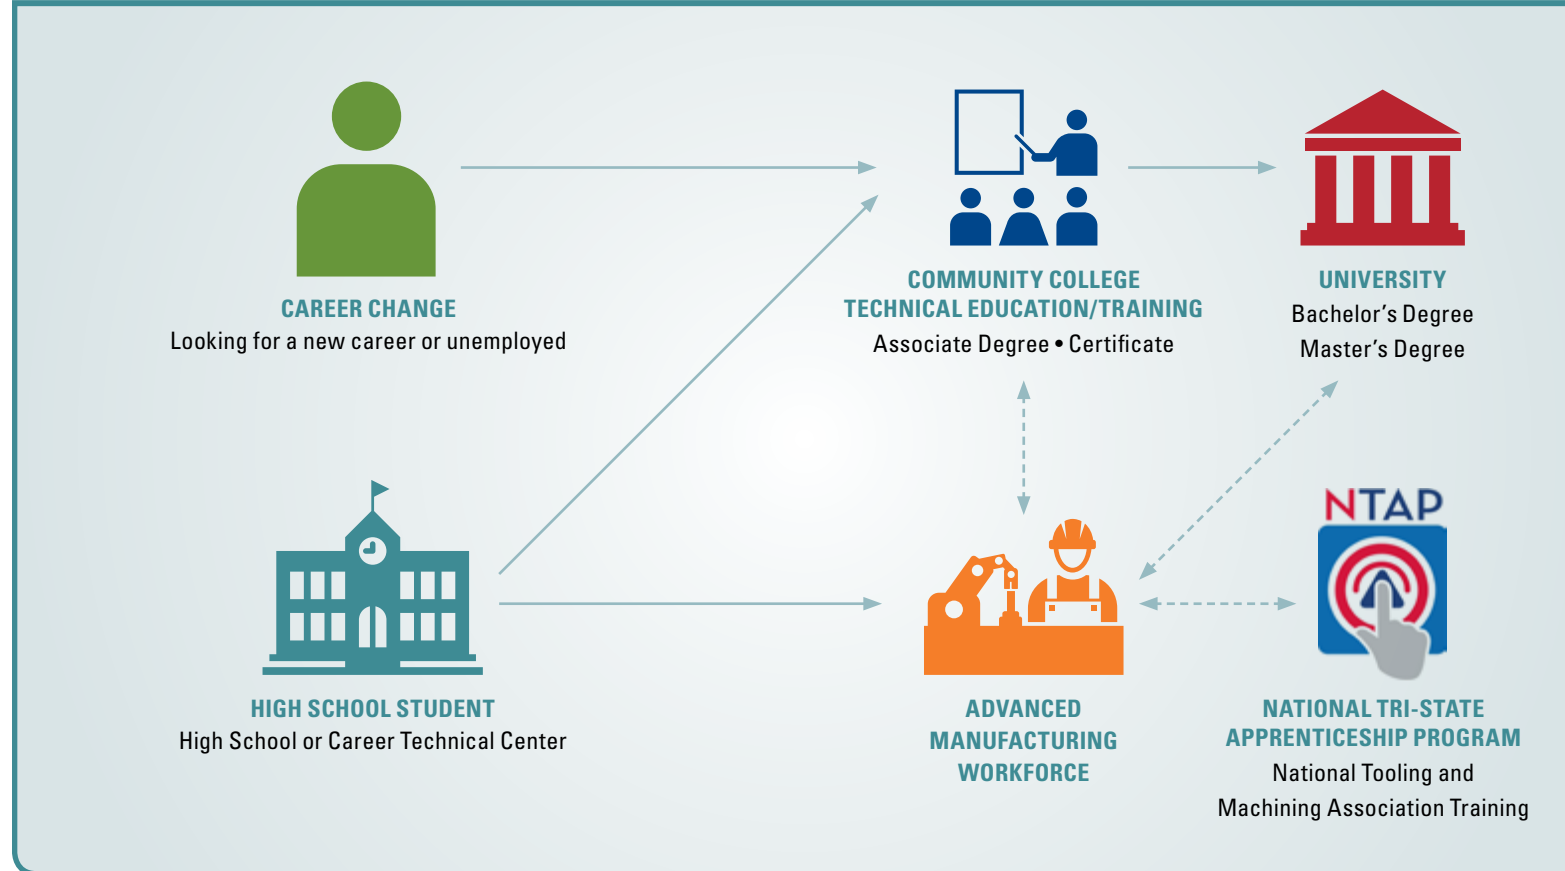 CAREER CHANGE
Looking for a new career or unemployed
COMMUNITY COLLEGE
TECHNICAL EDUCATION/TRAINING
Associate Degree • Certificate
UNIVERSITY
Bachelor’s Degree
Master’s Degree
HIGH SCHOOL STUDENT
High School or Career Technical Center
ADVANCED
MANUFACTURING
WORKFORCE
NTAP
NATIONAL TRI-STATE
APPRENTICESHIP PROGRAM
National Tooling and
Machining Association Training